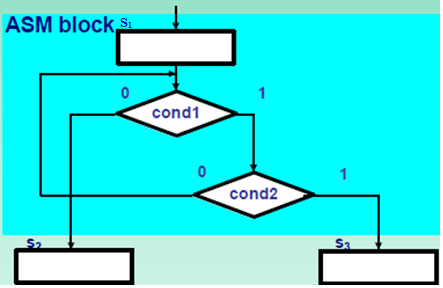 ASM block S₁
0 1
cond1
0 1
cond2
s₂ s₃